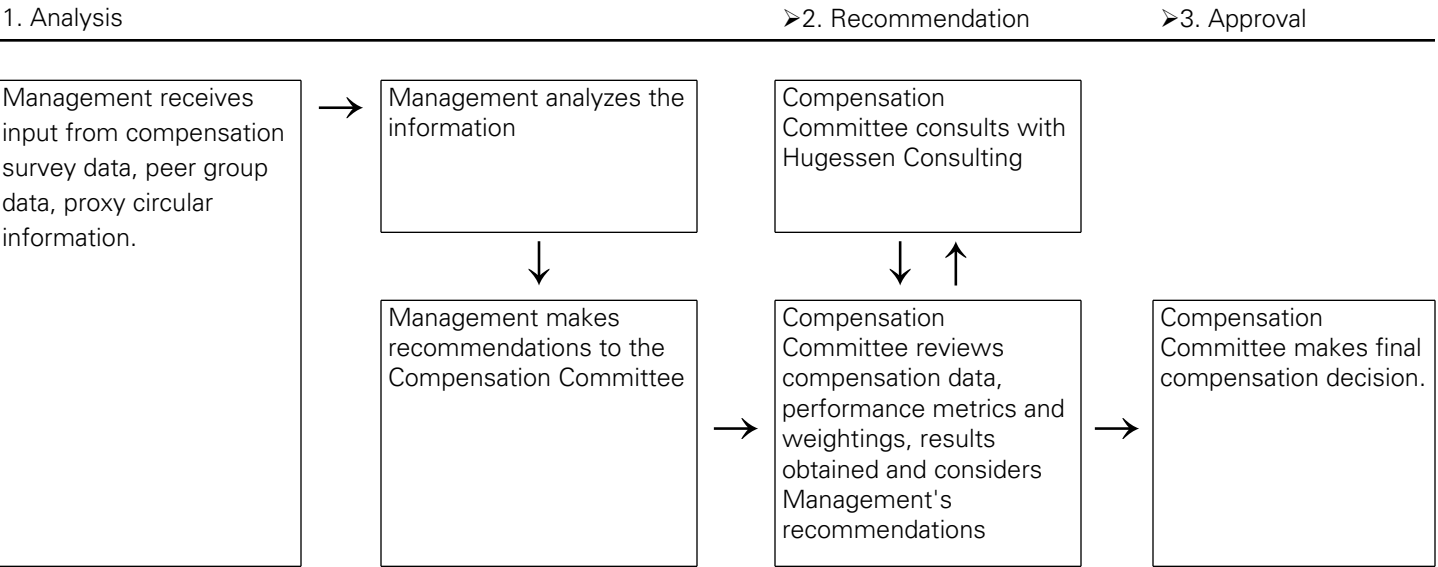 1. Analysis
➢2. Recommendation
➢3. Approval
Management receives
input from compensation
survey data, peer group
data, proxy circular
information.
→
Management analyzes the
information
↓
Management makes
recommendations to the
Compensation Committee
→
Compensation
Committee consults with
Hugessen Consulting
↓ ↑
Compensation
Committee reviews
compensation data,
performance metrics and
weightings, results
obtained and considers
Management's
recommendations
→
Compensation
Committee makes final
compensation decision.